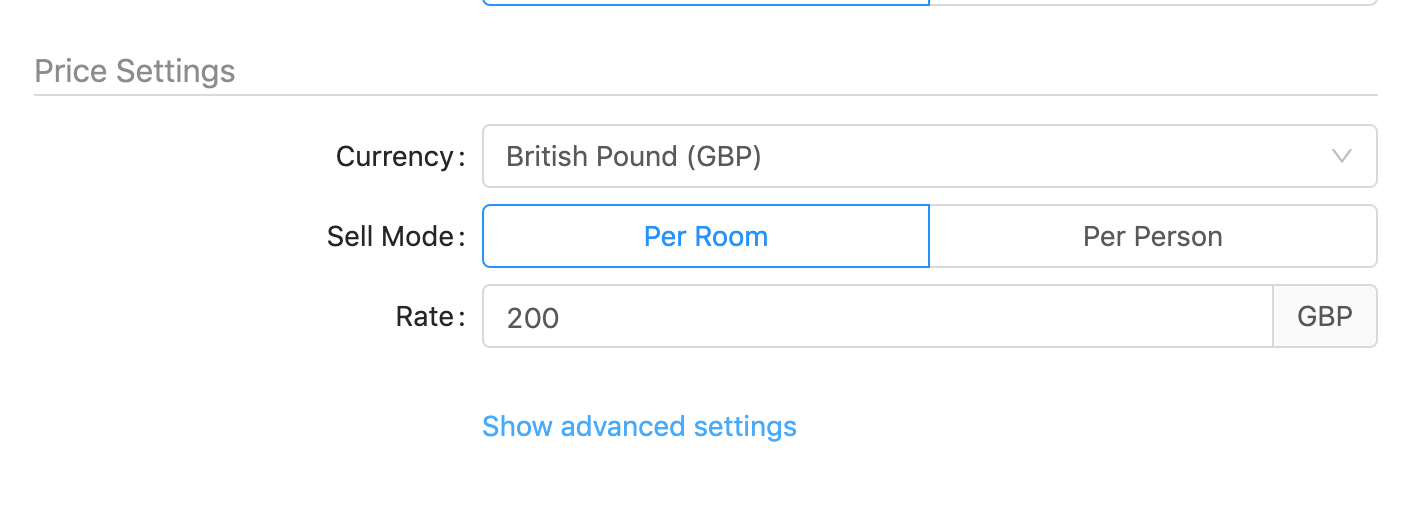 Price Settings
Currency: British Pound (GBP)
Sell Mode: Per Room Per Person
Rate: 200 GBP
Show advanced settings